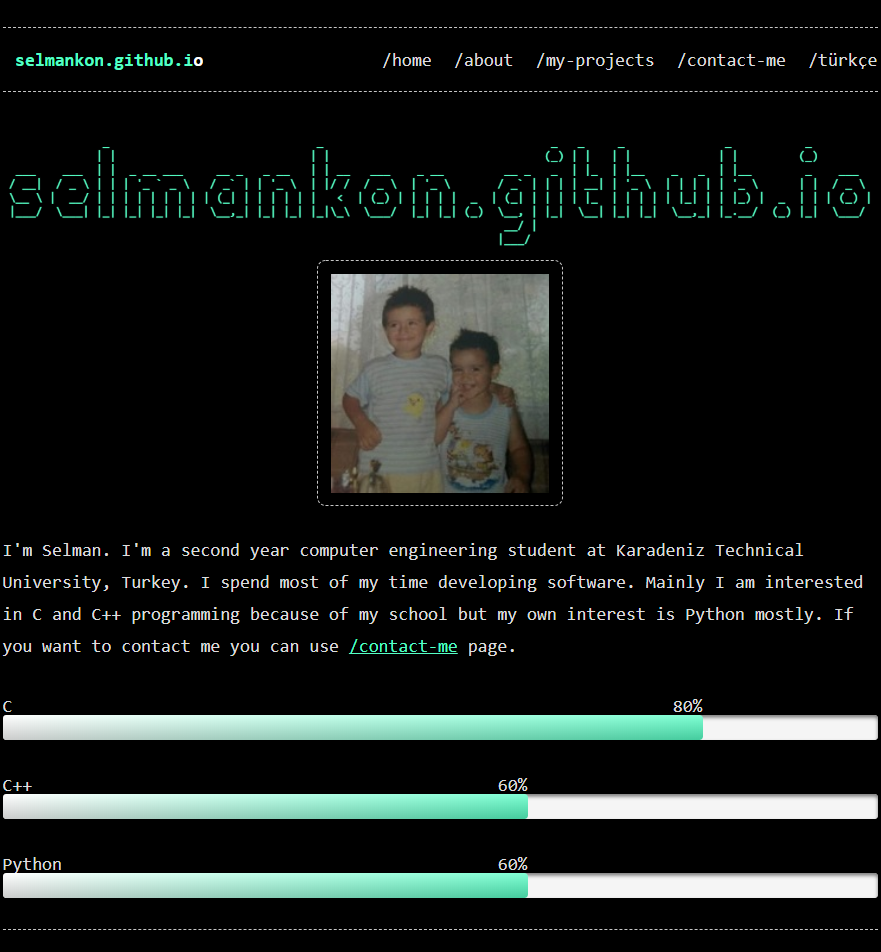 selmankon.github.io
/home /about /my-projects /contact-me /türkçe
selmankon.github.io
I'm Selman. I'm a second year computer engineering student at Karadeniz Technical
University, Turkey. I spend most of my time developing software. Mainly I am interested
in C and C++ programming because of my school but my own interest is Python mostly. If
you want to contact me you can use /contact-me page.
C 80%
C++ 60%
Python 60%